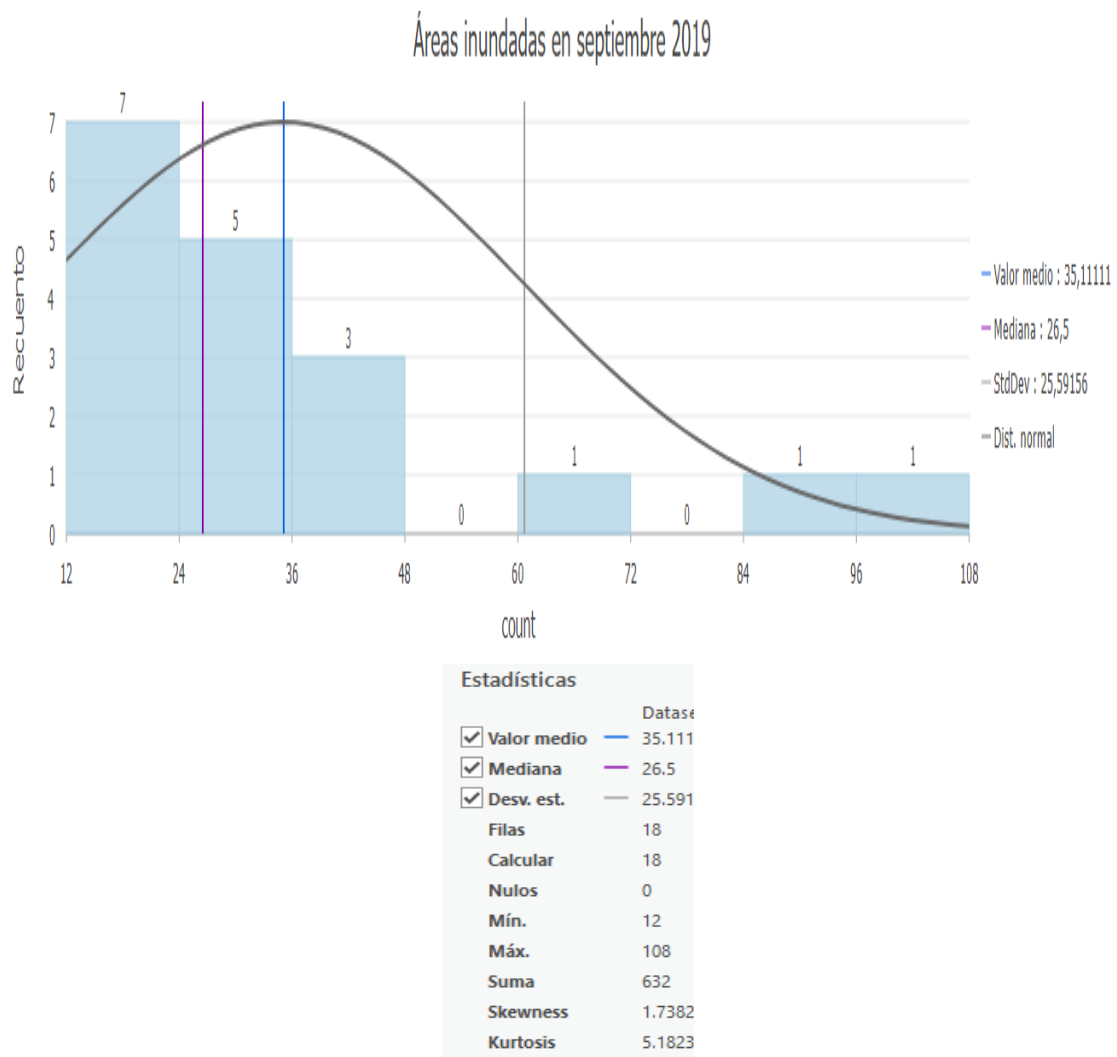 Áreas inundadas en septiembre 2019
7
7
6
5
5
4
3
3
2
1
1
1
1
0
0
0
12
24
36
48
60
72
84
96
108
Recuento
count
Valor medio : 35,11111
Mediana : 26,5
StdDev : 25,59156
Dist. normal
Estadísticas
Datase
Valor medio 35.111
Mediana 26.5
Desv. est. 25.591
Filas 18
Calcular 18
Nulos 0
Mín. 12
Máx. 108
Suma 632
Skewness 1.7382
Kurtosis 5.1823